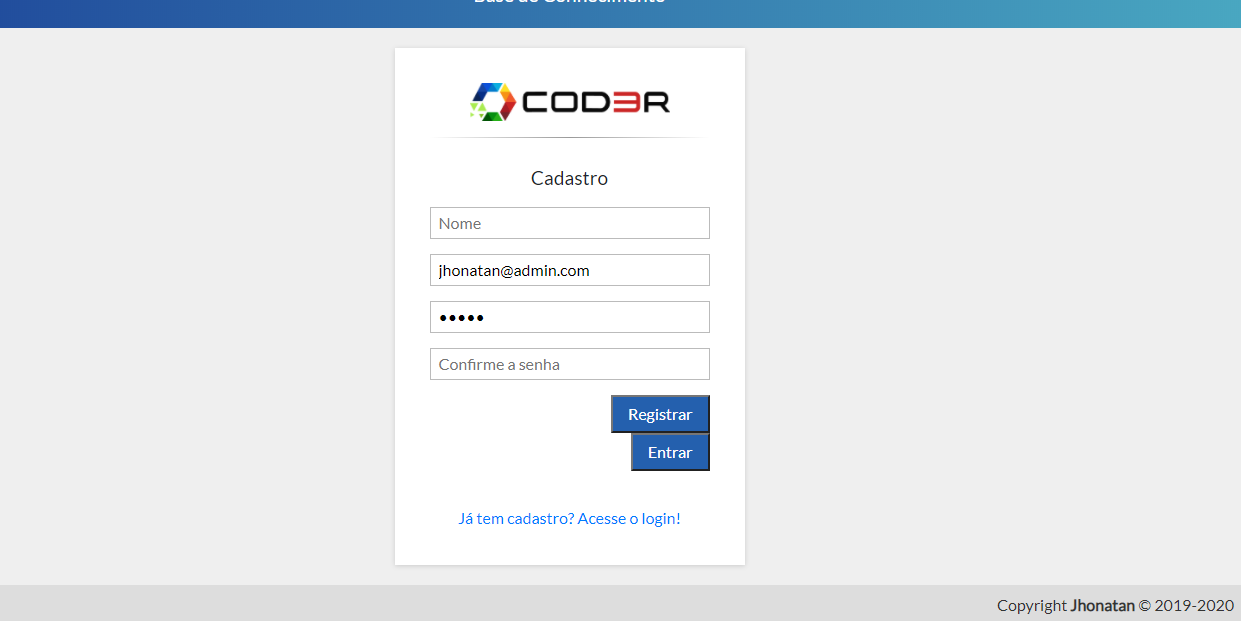 Base de Conhecimento
COD3R
Cadastro
Nome
jhonatan@admin.com
•••••
Confirme a senha
Registrar
Entrar
Já tem cadastro? Acesse o login!
Copyright Jhonatan © 2019-2020